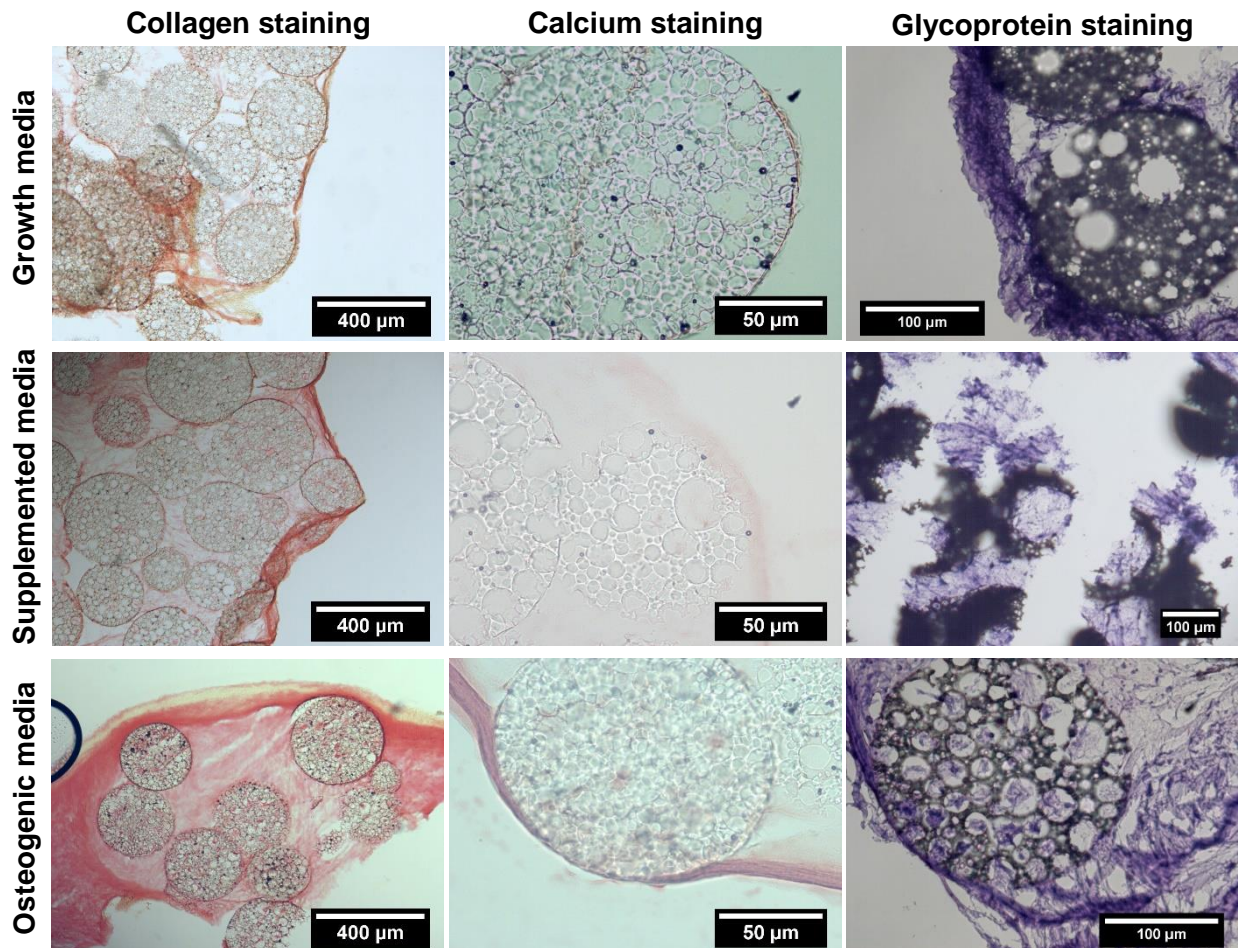 Collagen staining Calcium staining Glycoprotein staining
Growth media
400 µm
50 µm
100 µm
Supplemented media
400 µm
50 µm
100 µm
Osteogenic media
400 µm
50 µm
100 µm